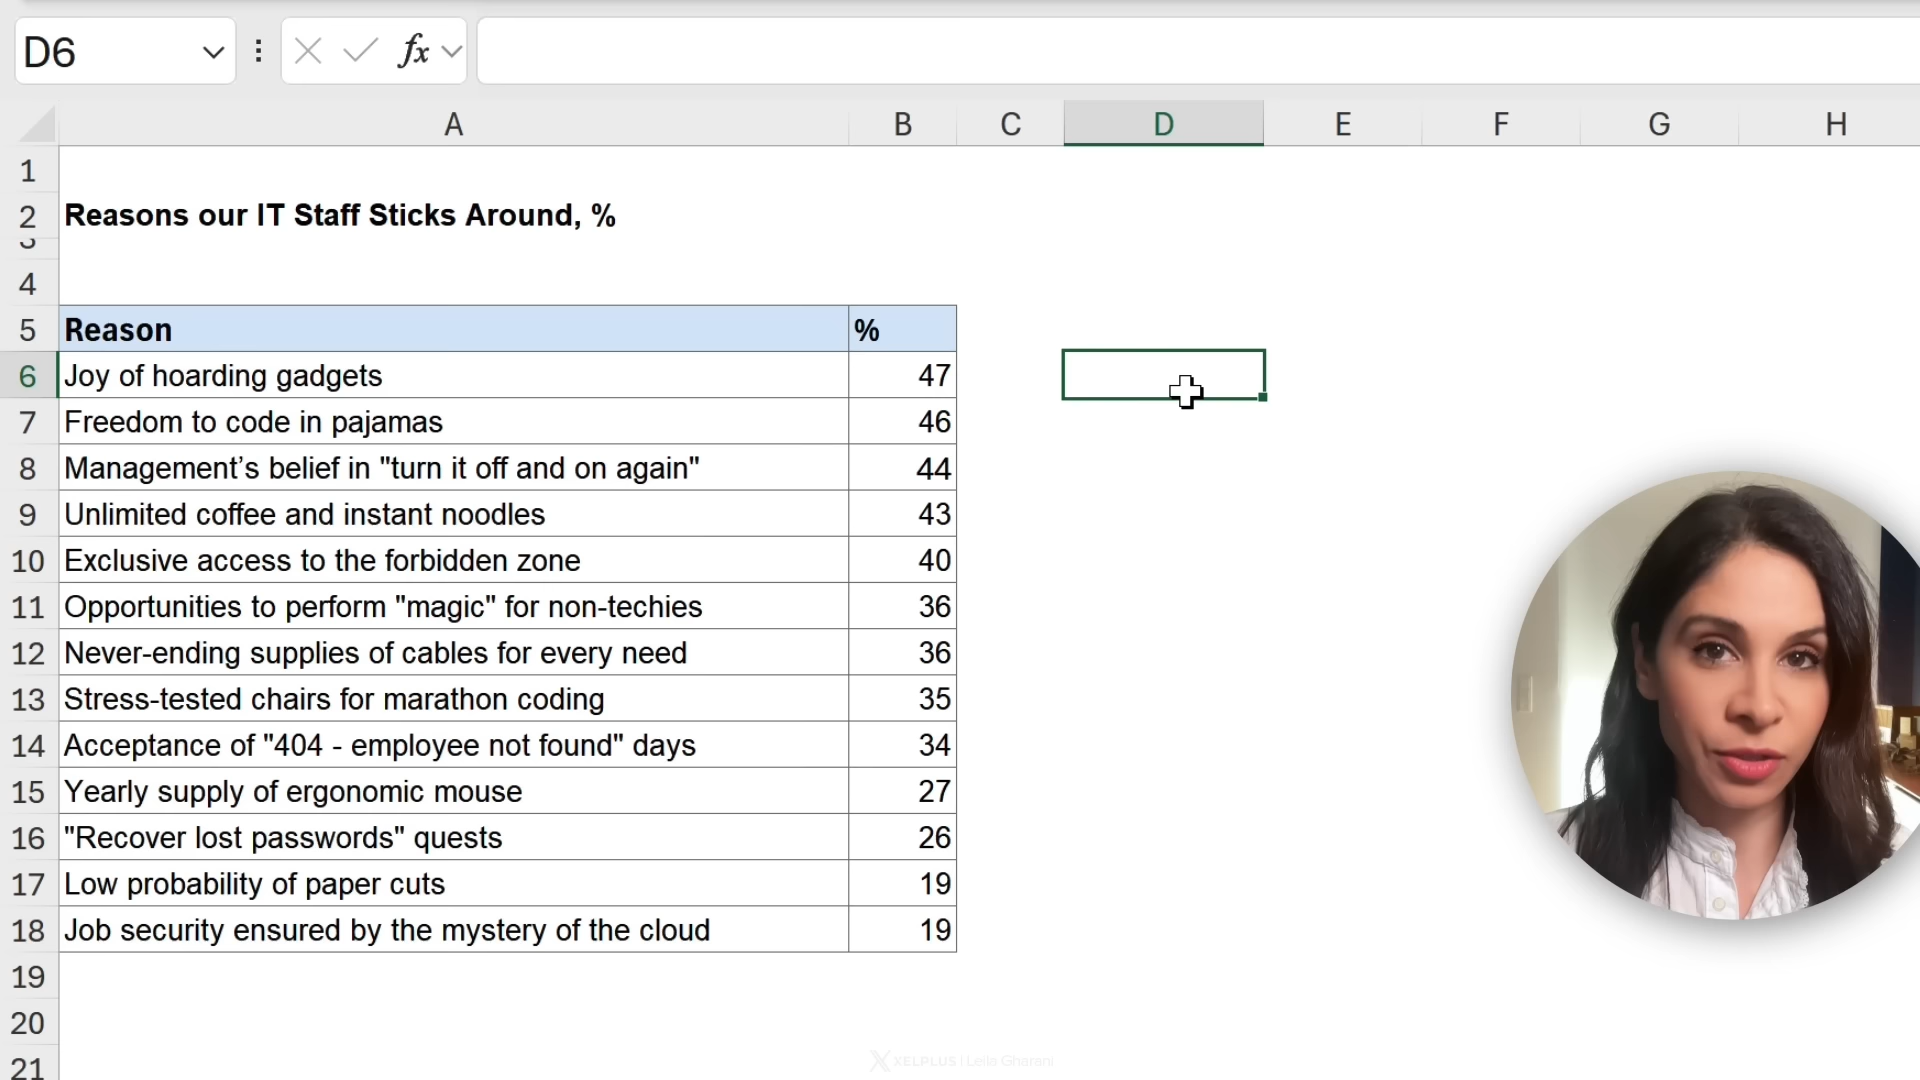 D6
fx
A B C D E F G H
1
2 Reasons our IT Staff Sticks Around, %
3
4
5 Reason %
6 Joy of hoarding gadgets 47
7 Freedom to code in pajamas 46
8 Management’s belief in "turn it off and on again" 44
9 Unlimited coffee and instant noodles 43
10 Exclusive access to the forbidden zone 40
11 Opportunities to perform "magic" for non-techies 36
12 Never-ending supplies of cables for every need 36
13 Stress-tested chairs for marathon coding 35
14 Acceptance of "404 - employee not found" days 34
15 Yearly supply of ergonomic mouse 27
16 "Recover lost passwords" quests 26
17 Low probability of paper cuts 19
18 Job security ensured by the mystery of the cloud 19
19
20
21
XELPLUS | Leila Gharani